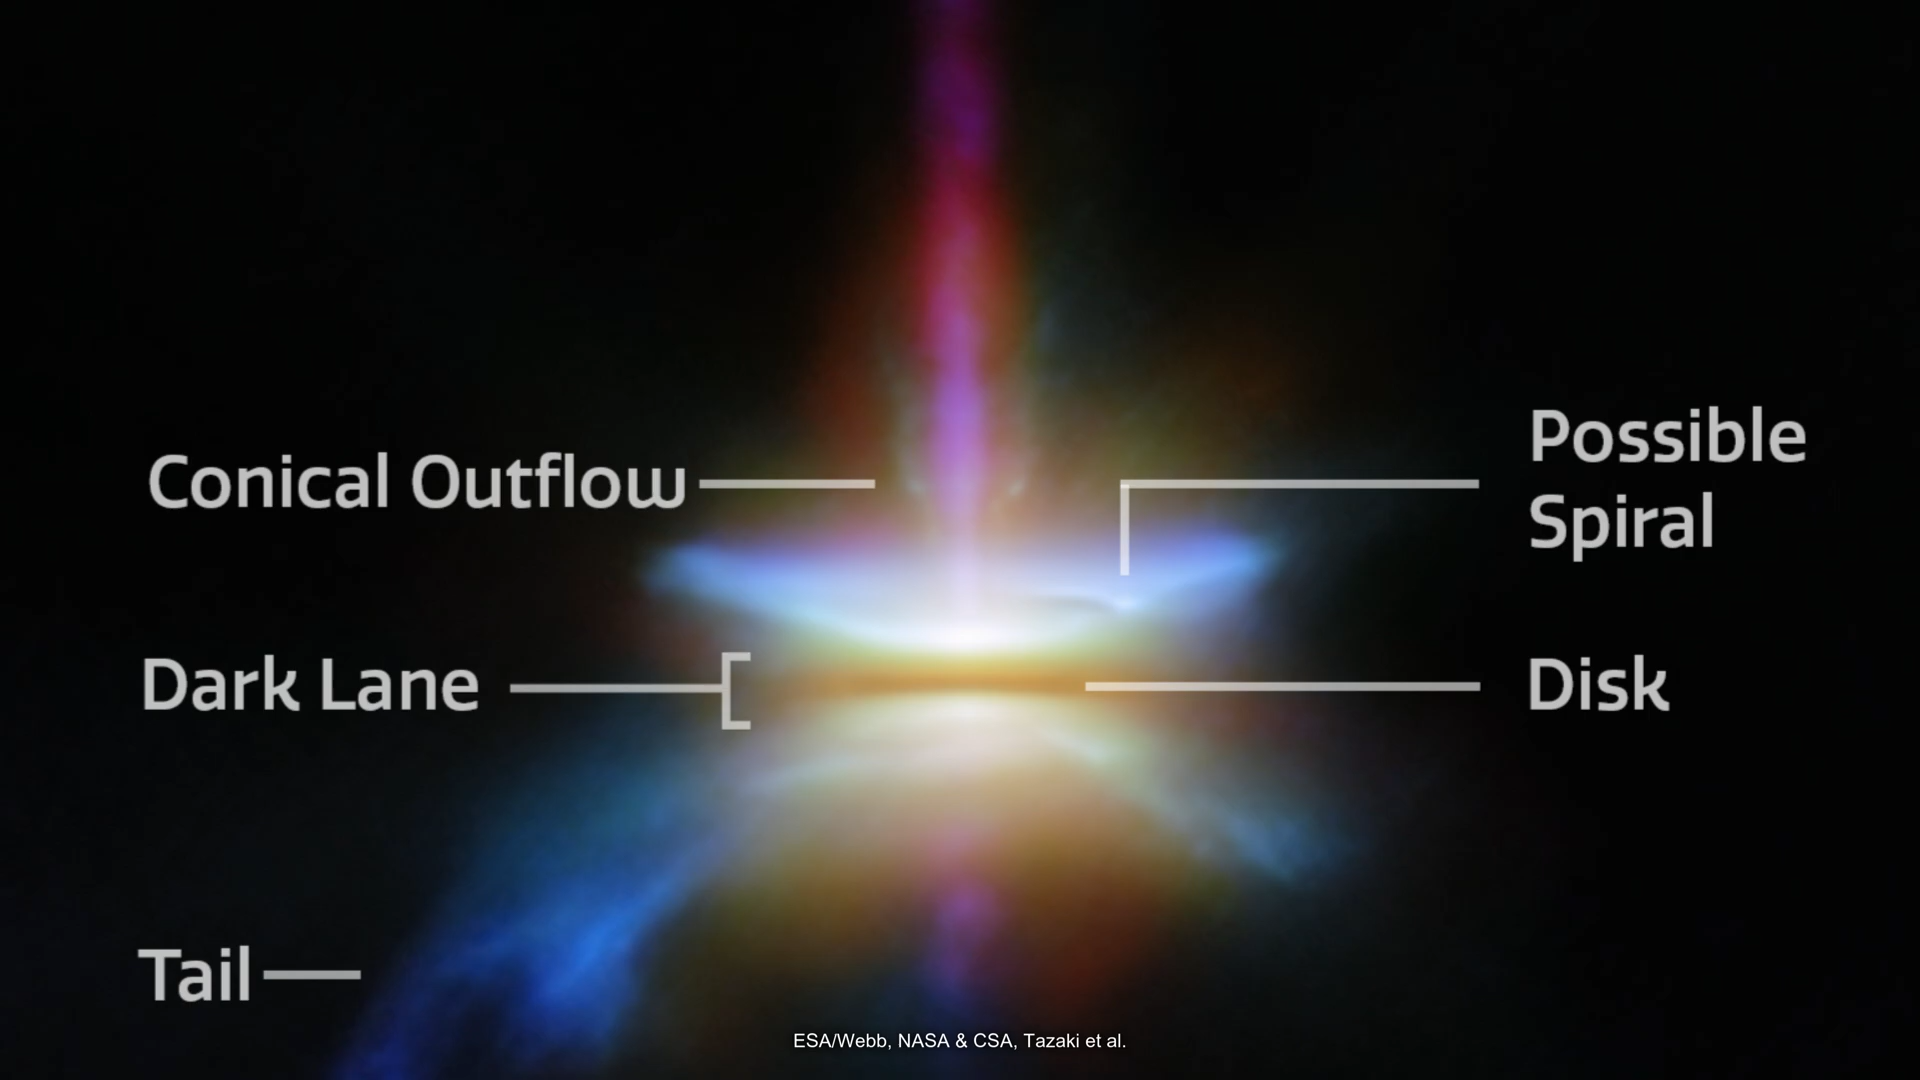 Conical Outflow
Possible
Spiral
Dark Lane
Disk
Tail
ESA/Webb, NASA & CSA, Tazaki et al.